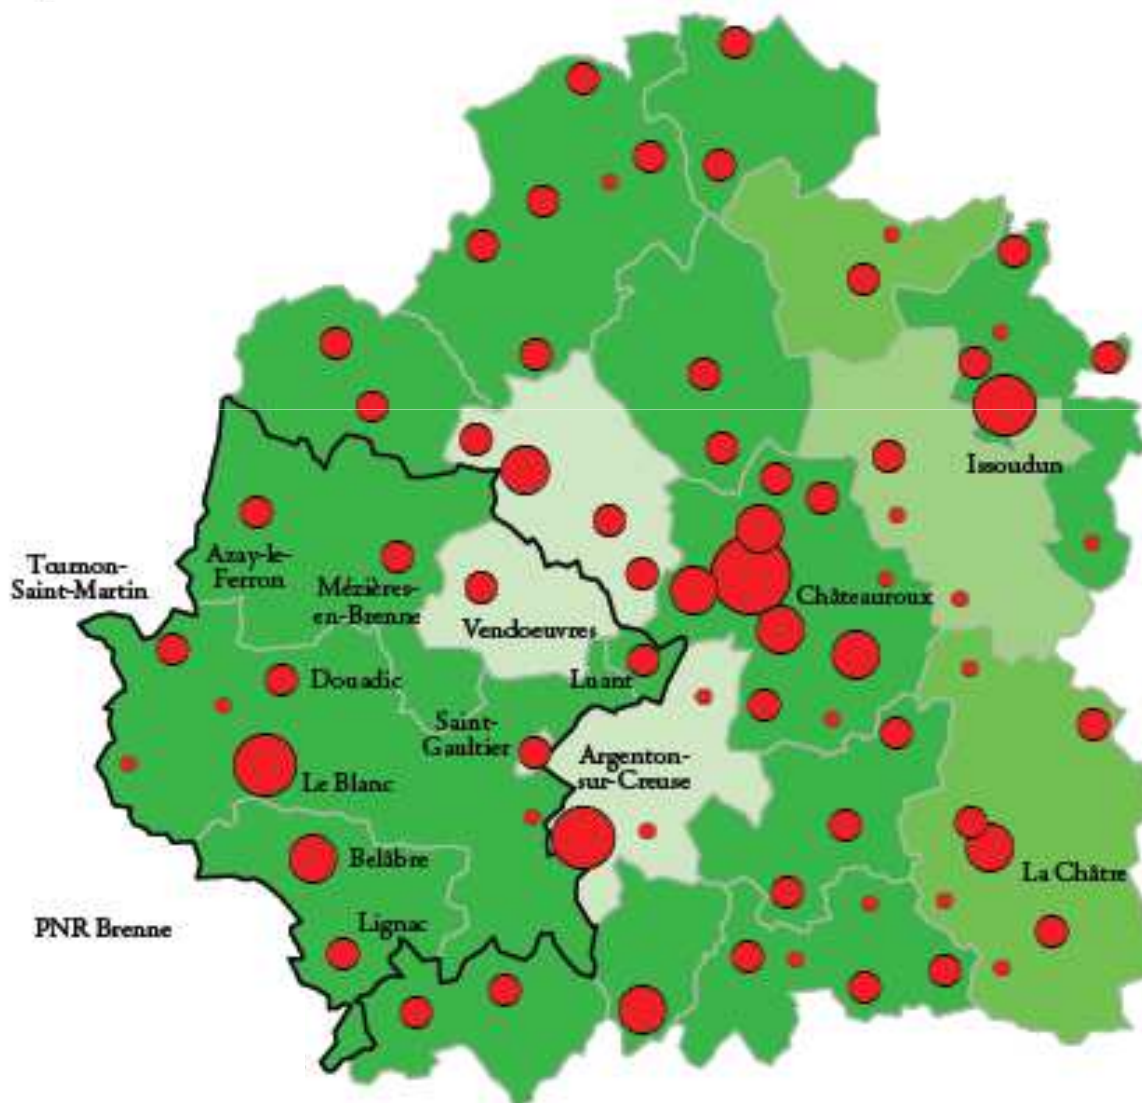 Issoudun
Tournon-
Saint-Martin
Azay-le-
Ferron
Mézières-
en-Brenne
Châteauroux
Vendoeuvres
Douadic
Luant
Saint-
Gaultier
Argenton-
sur-Creuse
Le Blanc
Belâbre
La Châtre
Lignac
PNR Brenne